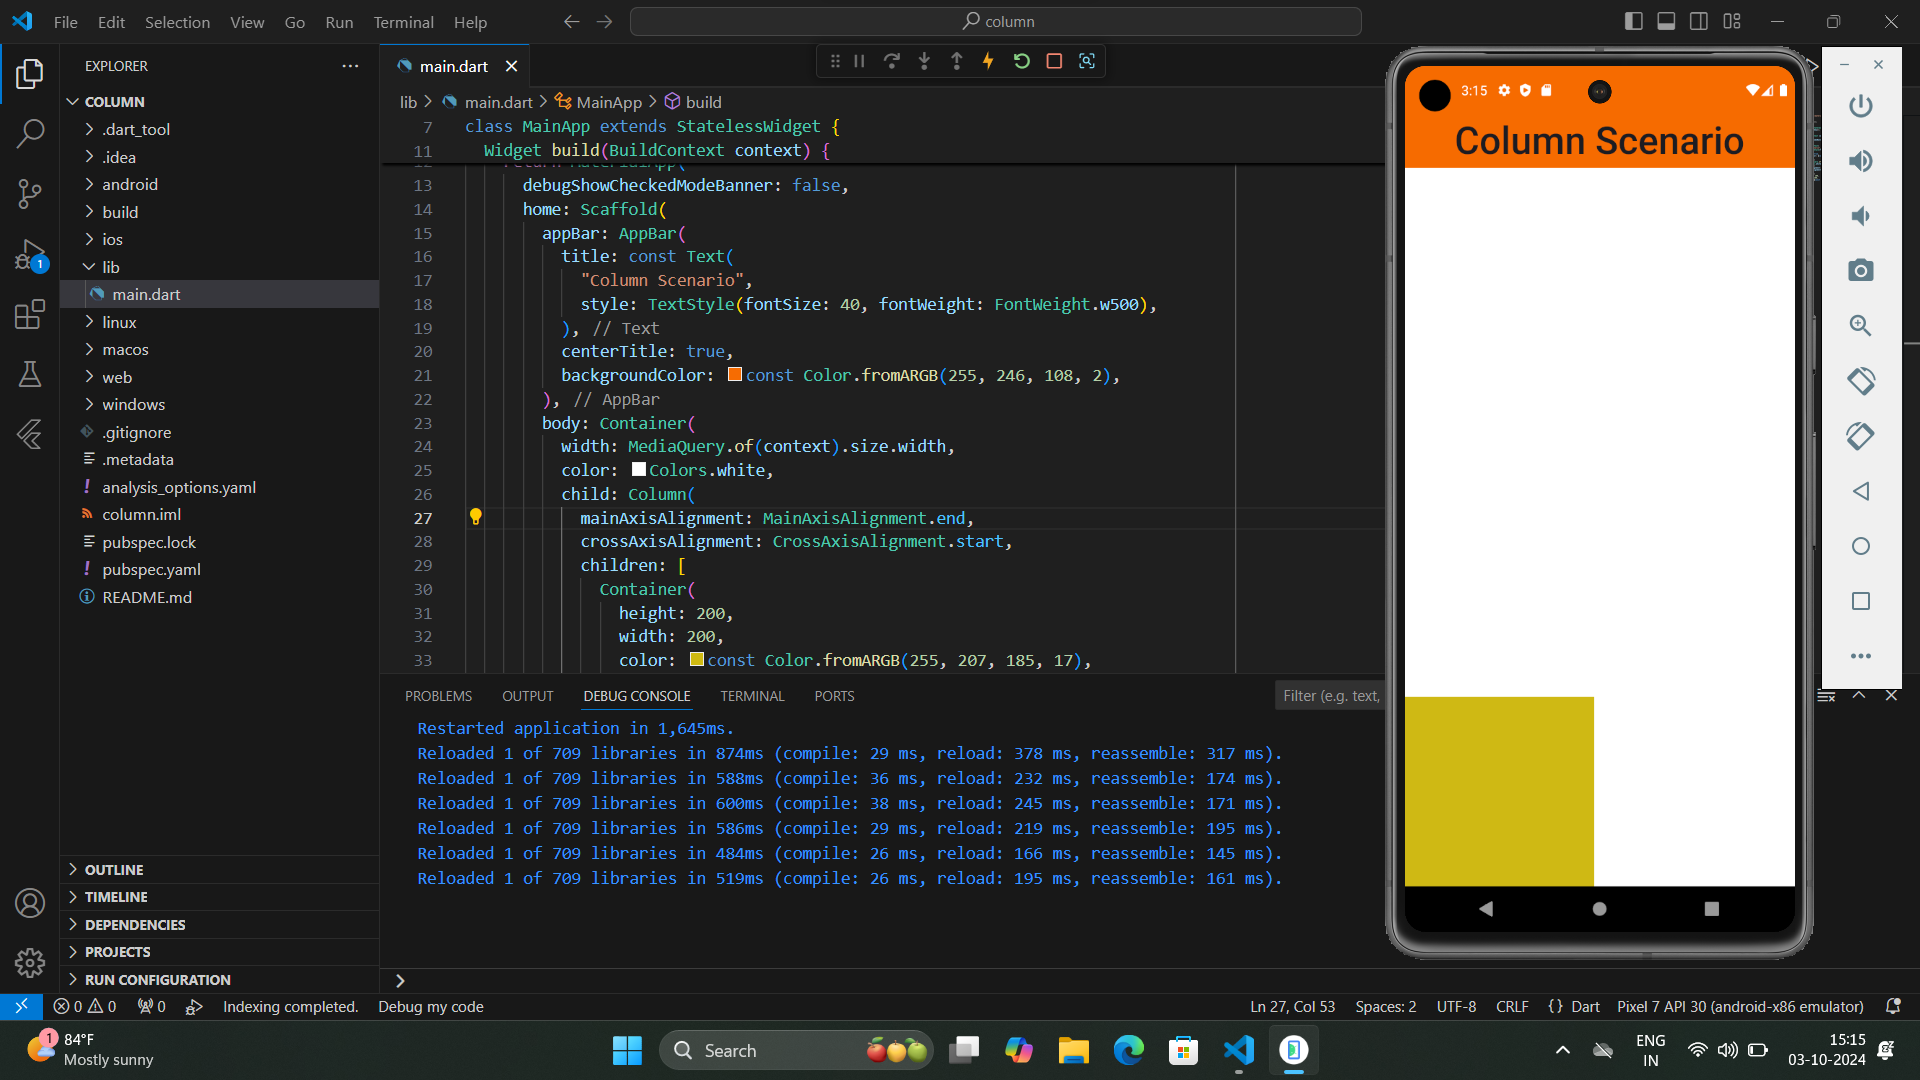 File Edit Selection View Go Run Terminal Help
column
EXPLORER
COLUMN
.dart_tool
.idea
android
build
ios
lib
main.dart
linux
macos
web
windows
.gitignore
.metadata
analysis_options.yaml
column.iml
pubspec.lock
pubspec.yaml
README.md
OUTLINE
TIMELINE
DEPENDENCIES
PROJECTS
RUN CONFIGURATION
1
main.dart
lib > main.dart > MainApp > build
7 class MainApp extends StatelessWidget {
11 Widget build(BuildContext context) {
12 return MaterialApp(
13 debugShowCheckedModeBanner: false,
14 home: Scaffold(
15 appBar: AppBar(
16 title: const Text(
17 "Column Scenario",
18 style: TextStyle(fontSize: 40, fontWeight: FontWeight.w500),
19 ), // Text
20 centerTitle: true,
21 backgroundColor: const Color.fromARGB(255, 246, 108, 2),
22 ), // AppBar
23 body: Container(
24 width: MediaQuery.of(context).size.width,
25 color: Colors.white,
26 child: Column(
27 mainAxisAlignment: MainAxisAlignment.end,
28 crossAxisAlignment: CrossAxisAlignment.start,
29 children: [
30 Container(
31 height: 200,
32 width: 200,
33 color: const Color.fromARGB(255, 207, 185, 17),
PROBLEMS OUTPUT DEBUG CONSOLE TERMINAL PORTS
Filter (e.g. text,
Restarted application in 1,645ms.
Reloaded 1 of 709 libraries in 874ms (compile: 29 ms, reload: 378 ms, reassemble: 317 ms).
Reloaded 1 of 709 libraries in 588ms (compile: 36 ms, reload: 232 ms, reassemble: 174 ms).
Reloaded 1 of 709 libraries in 600ms (compile: 38 ms, reload: 245 ms, reassemble: 171 ms).
Reloaded 1 of 709 libraries in 586ms (compile: 29 ms, reload: 219 ms, reassemble: 195 ms).
Reloaded 1 of 709 libraries in 484ms (compile: 26 ms, reload: 166 ms, reassemble: 145 ms).
Reloaded 1 of 709 libraries in 519ms (compile: 26 ms, reload: 195 ms, reassemble: 161 ms).
3:15
Column Scenario
0 0 0 Indexing completed. Debug my code
Ln 27, Col 53 Spaces: 2 UTF-8 CRLF {} Dart Pixel 7 API 30 (android-x86 emulator)
1
84°F
Mostly sunny
Search
ENG
IN
15:15
03-10-2024